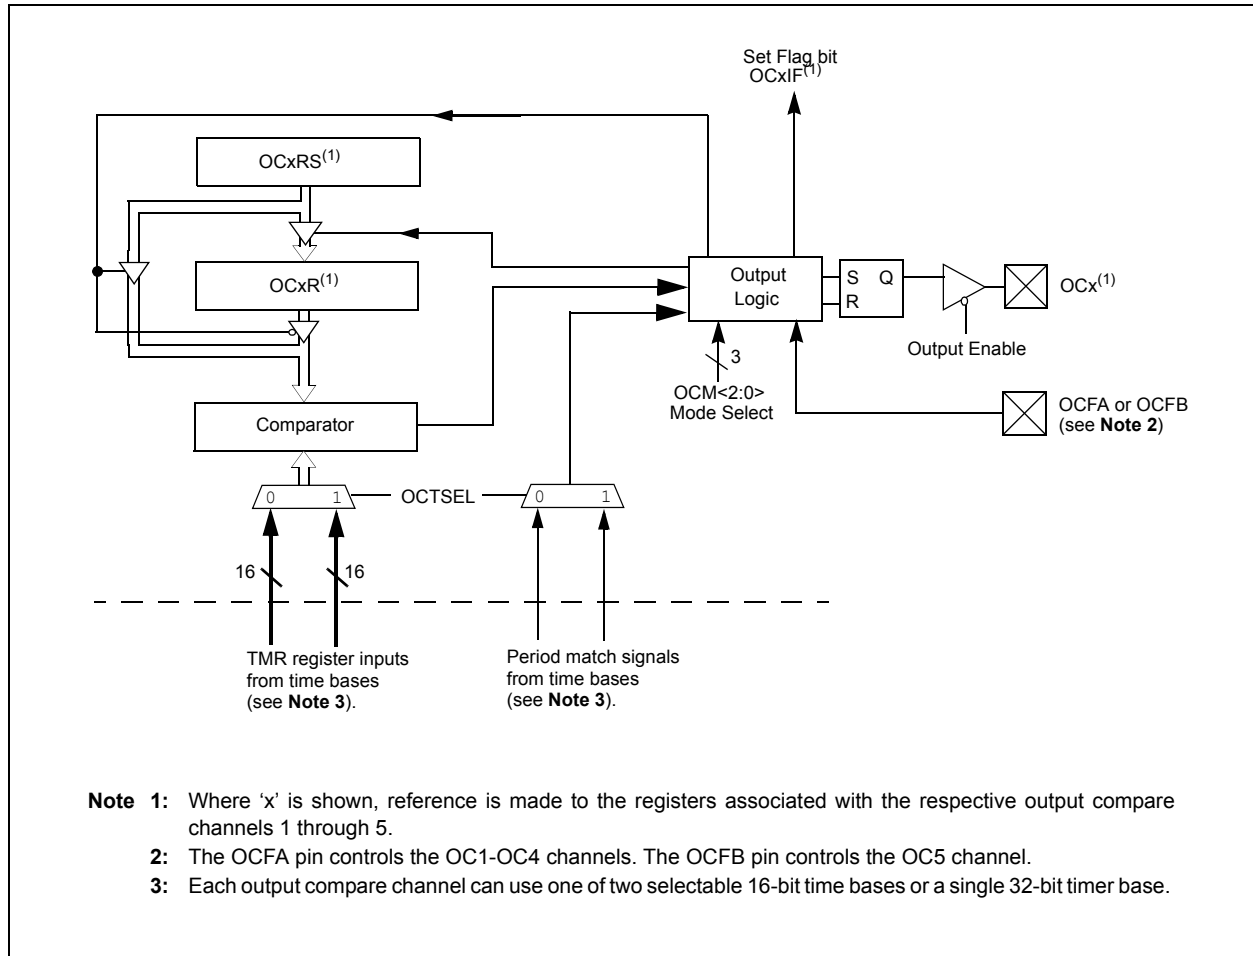 Set Flag bit
OCxIF(1)
OCxRS(1)
OCxR(1)
Output
Logic
S Q
R
OCx(1)
Output Enable
3
OCM<2:0>
Mode Select
OCFA or OCFB
(see Note 2)
Comparator
0 1
OCTSEL
0 1
16
16
TMR register inputs
from time bases
(see Note 3).
Period match signals
from time bases
(see Note 3).
Note 1: Where ‘x’ is shown, reference is made to the registers associated with the respective output compare
channels 1 through 5.
2: The OCFA pin controls the OC1-OC4 channels. The OCFB pin controls the OC5 channel.
3: Each output compare channel can use one of two selectable 16-bit time bases or a single 32-bit timer base.